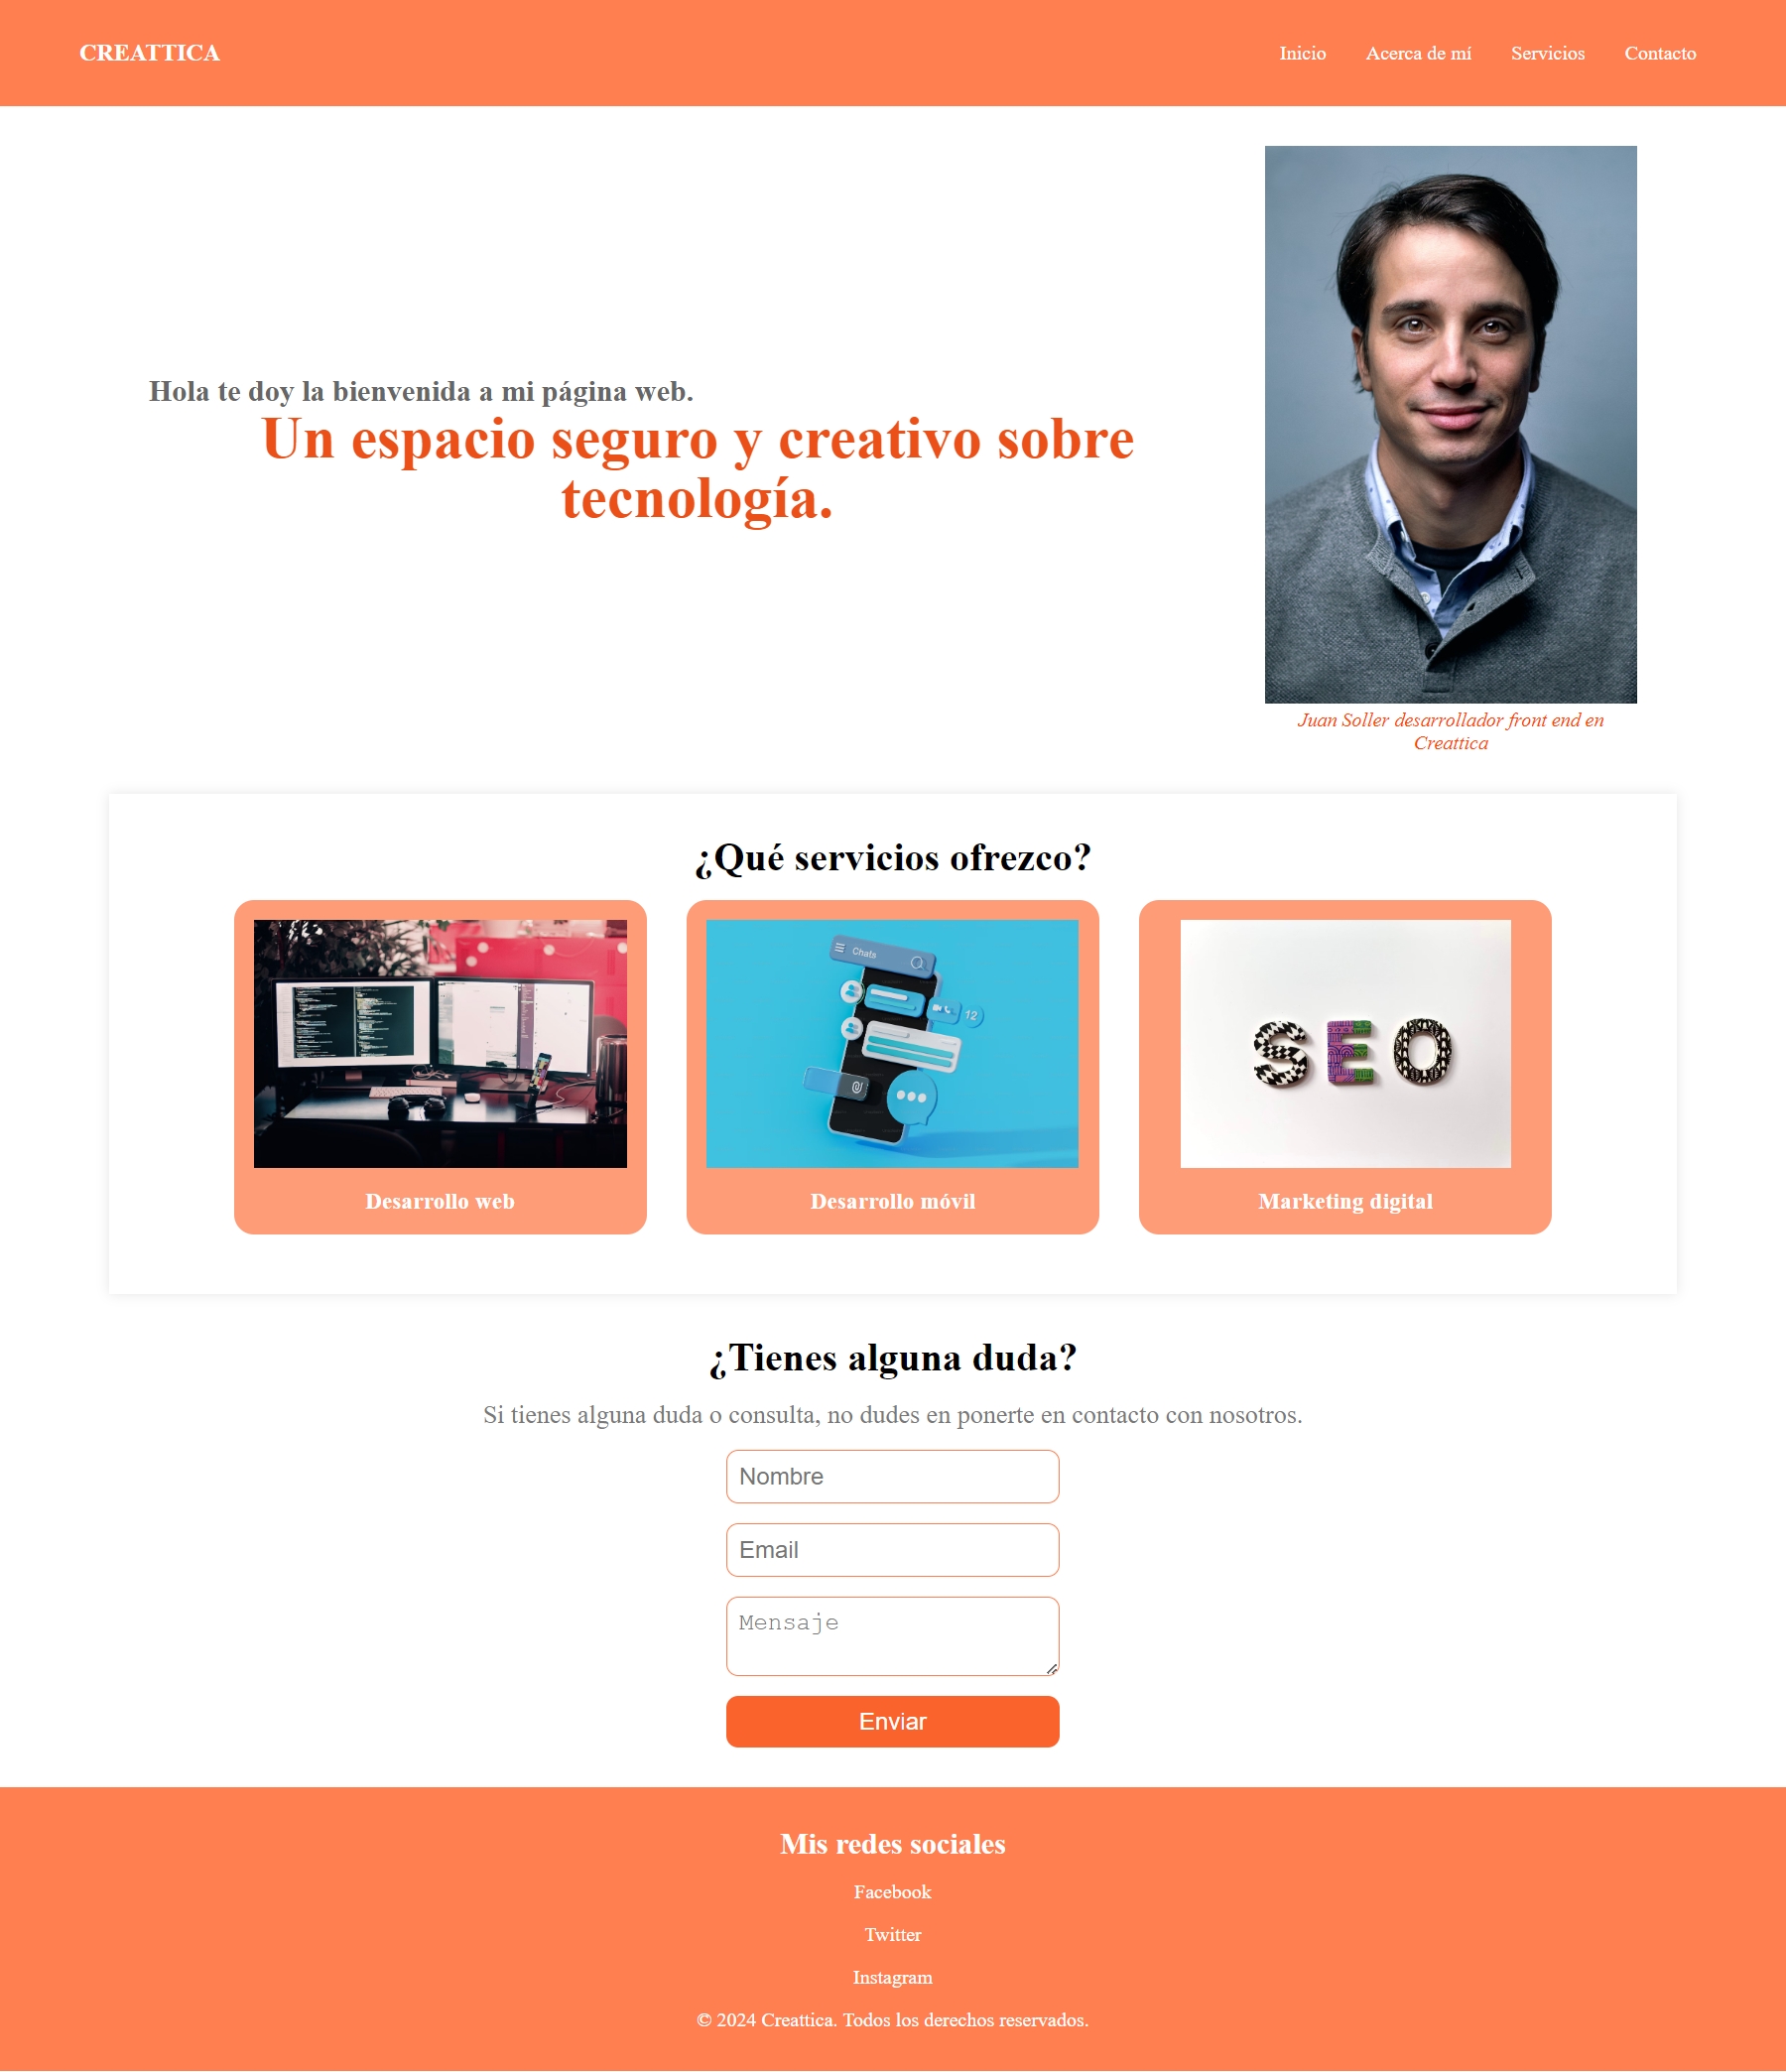 CREATTICA
Inicio Acerca de mí Servicios Contacto
Hola te doy la bienvenida a mi página web.
Un espacio seguro y creativo sobre
tecnología.
Juan Soller desarrollador front end en
Creattica
¿Qué servicios ofrezco?
Chats
12
SEO
Desarrollo web
Desarrollo móvil
Marketing digital
¿Tienes alguna duda?
Si tienes alguna duda o consulta, no dudes en ponerte en contacto con nosotros.
Nombre
Email
Mensaje
Enviar
Mis redes sociales
Facebook
Twitter
Instagram
© 2024 Creattica. Todos los derechos reservados.